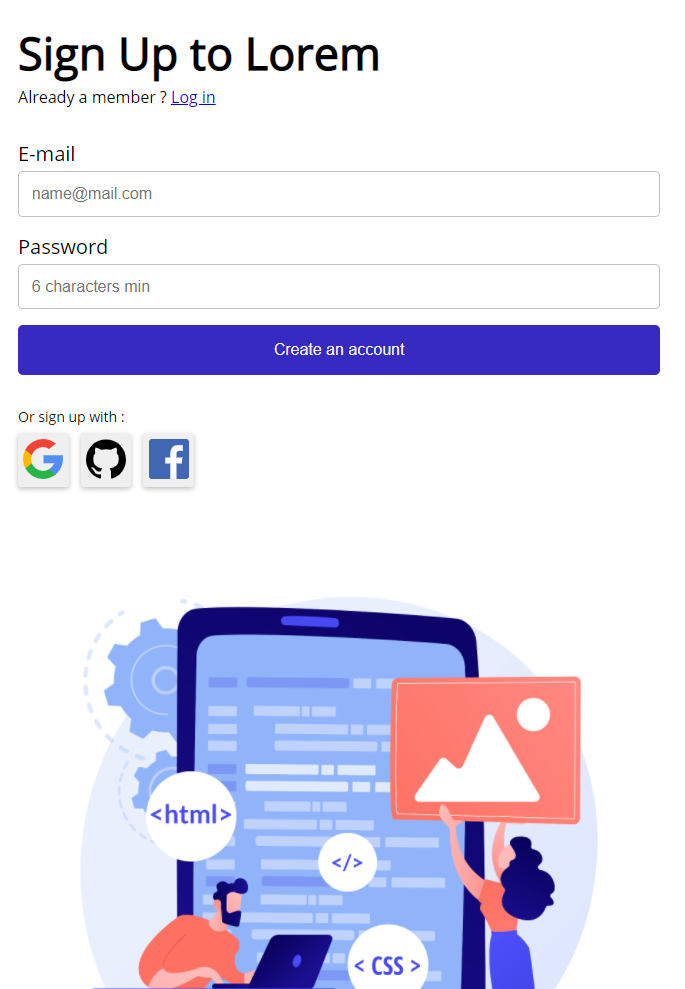 Sign Up to Lorem
Already a member ? Log in
E-mail
name@mail.com
Password
6 characters min
Create an account
Or sign up with :
<html>
</>
< CSS >